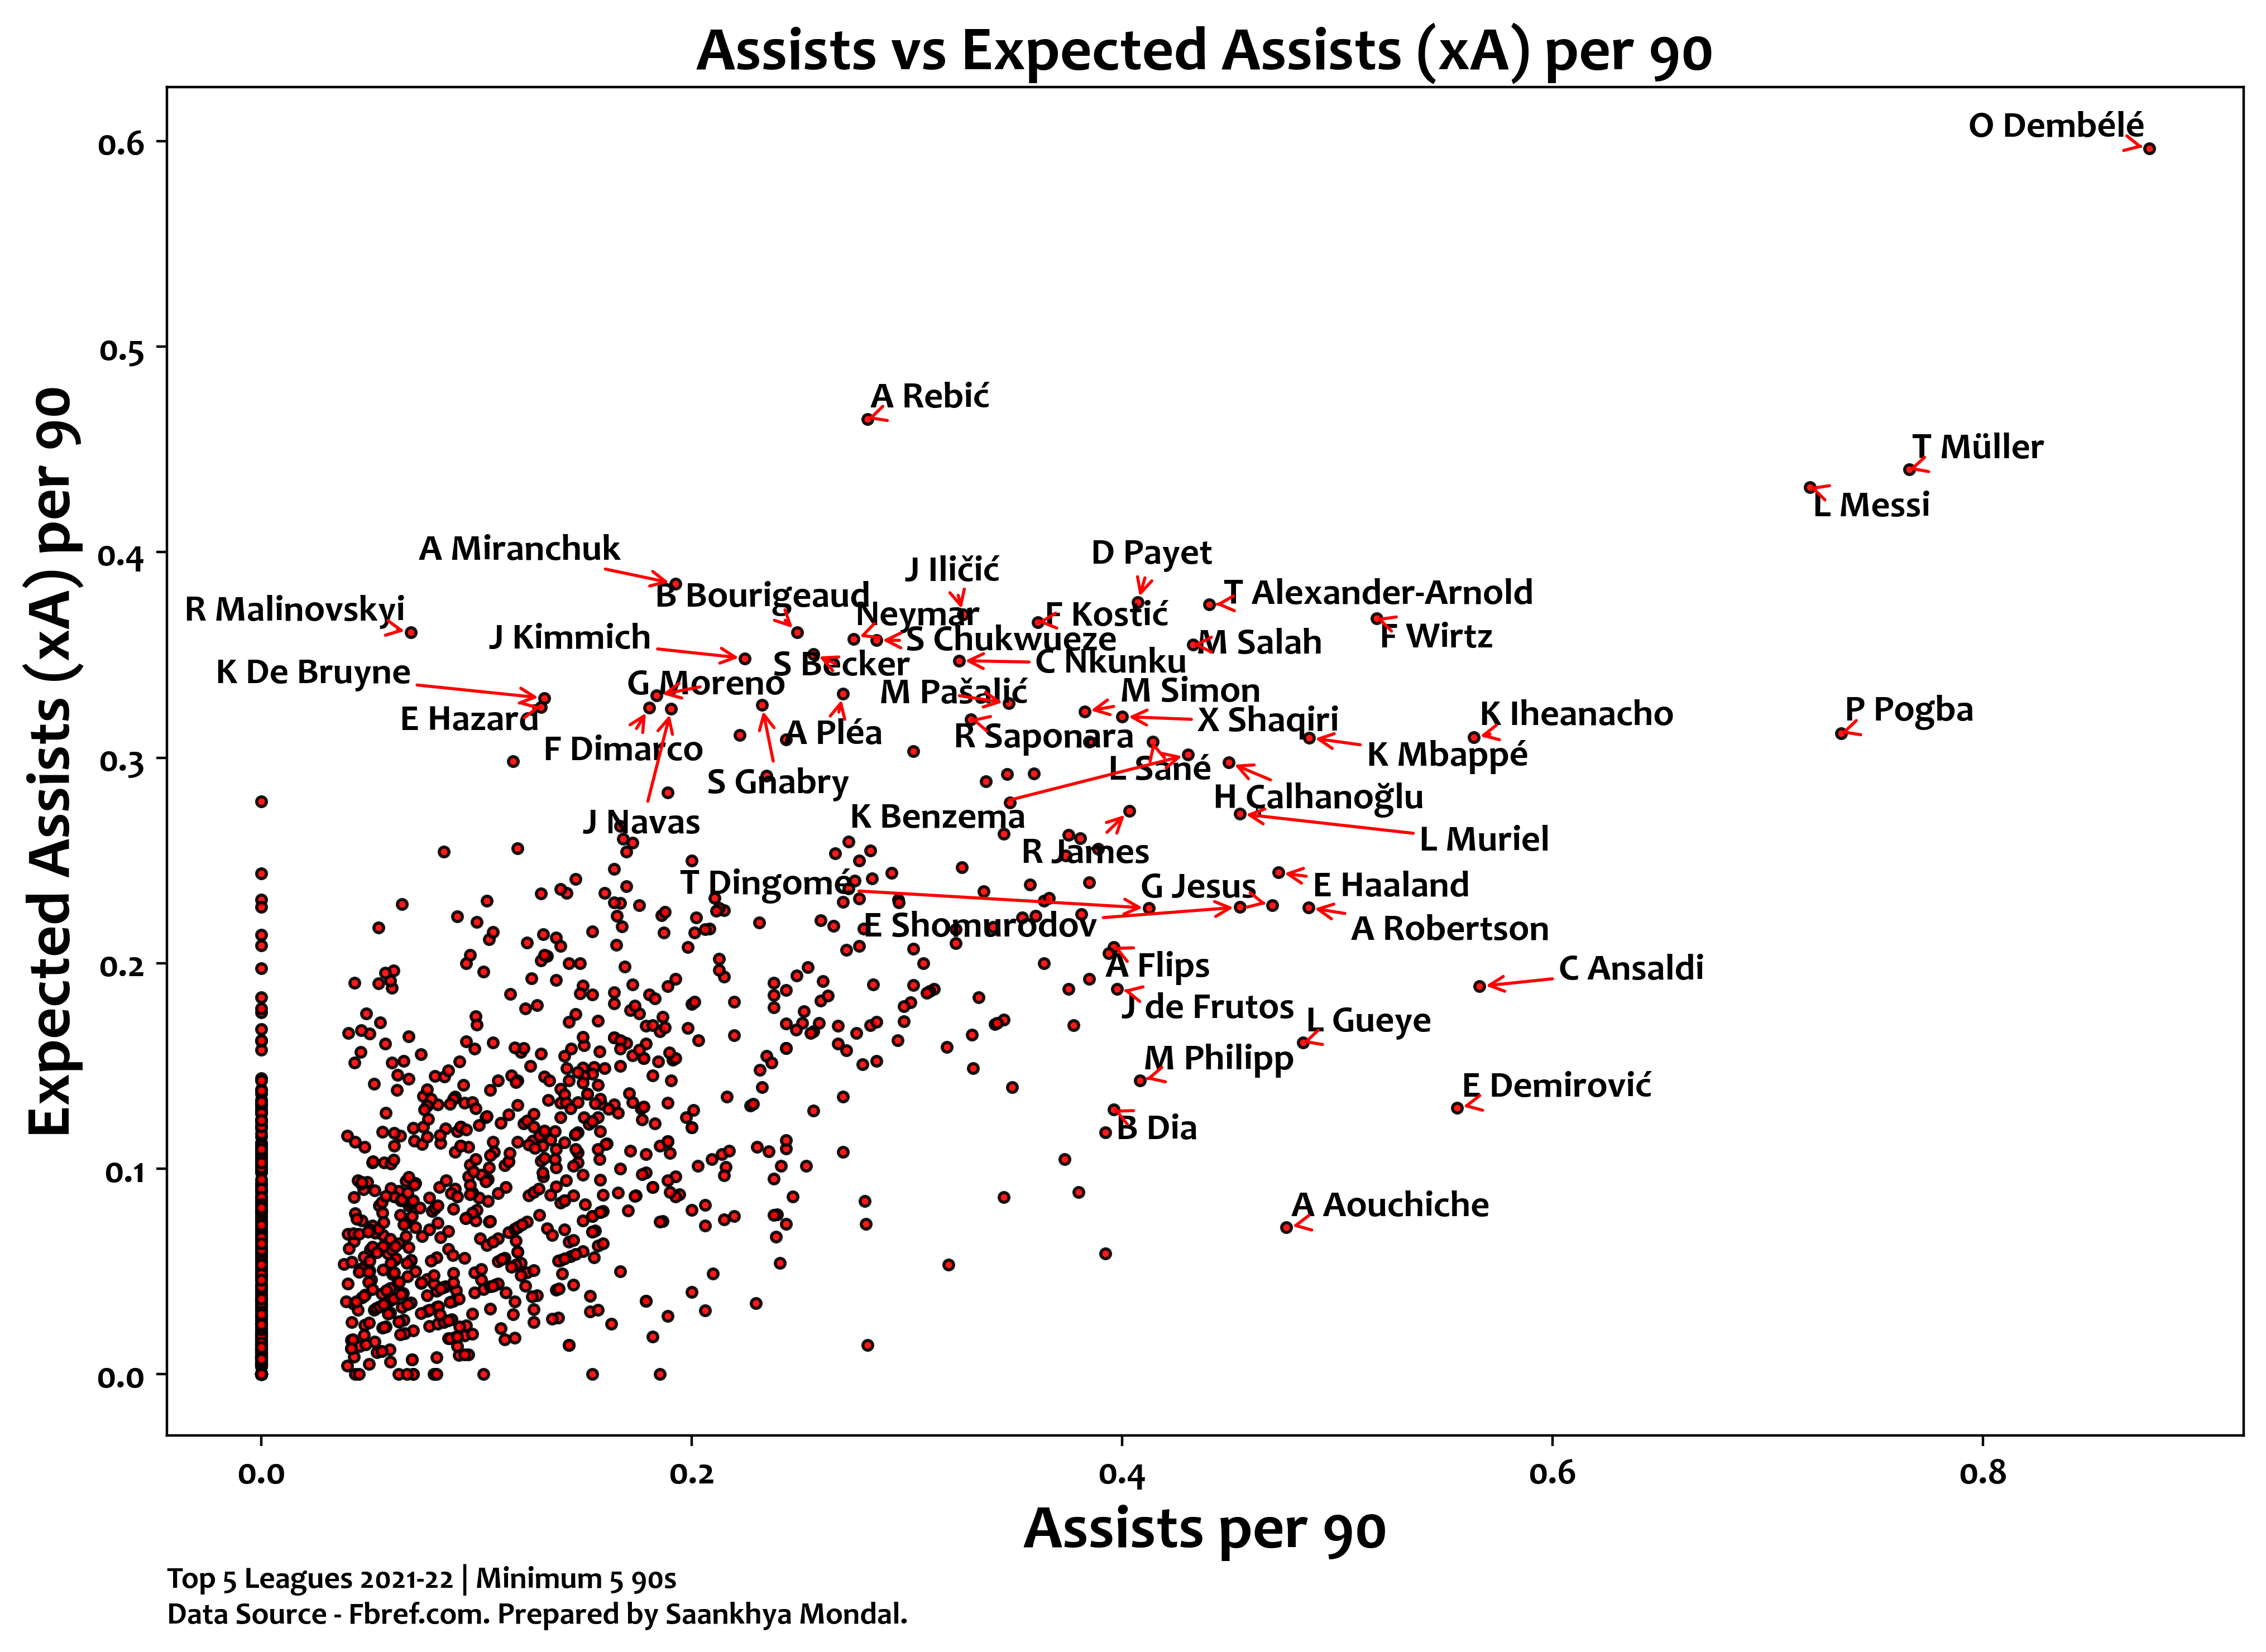 Assists vs Expected Assists (xA) per 90
Expected Assists (xA) per 90
0.6
0.5
0.4
0.3
0.2
0.1
0.0
O Dembélé
A Rebić
T Müller
L Messi
A Miranchuk
D Payet
J Iličić
B Bourigeaud
T Alexander-Arnold
R Malinovskyi
Neymar
F Kostić
J Kimmich
S Chukwueze
M Salah
F Wirtz
S Becker
C Nkunku
K De Bruyne
G Moreno
M Pašalić
M Simon
E Hazard
X Shaqiri
K Iheanacho
P Pogba
A Pléa
R Saponara
F Dimarco
K Mbappé
L Sané
S Gnabry
H Çalhanoğlu
J Navas
K Benzema
L Muriel
R James
T Dingomé
G Jesus
E Haaland
E Shomurodov
A Robertson
A Flips
C Ansaldi
J de Frutos
L Gueye
M Philipp
E Demirović
B Dia
A Aouchiche
0.0 0.2 0.4 0.6 0.8
Assists per 90
Top 5 Leagues 2021-22 | Minimum 5 90s
Data Source - Fbref.com. Prepared by Saankhya Mondal.